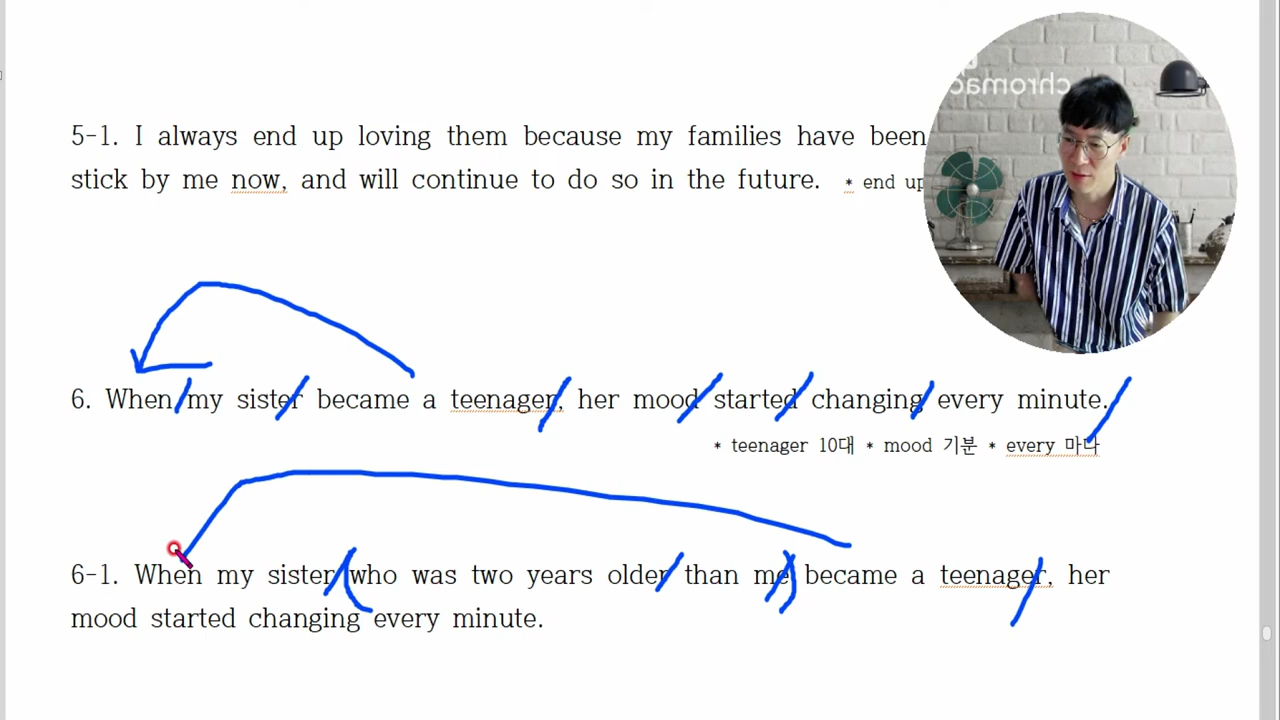 chromac
5-1. I always end up loving them because my families have been
stick by me now, and will continue to do so in the future. * end up
6. When my sister became a teenager, her mood started changing every minute.
* teenager 10대 * mood 기분 * every 마다
6-1. When my sister who was two years older than me became a teenager, her
mood started changing every minute.